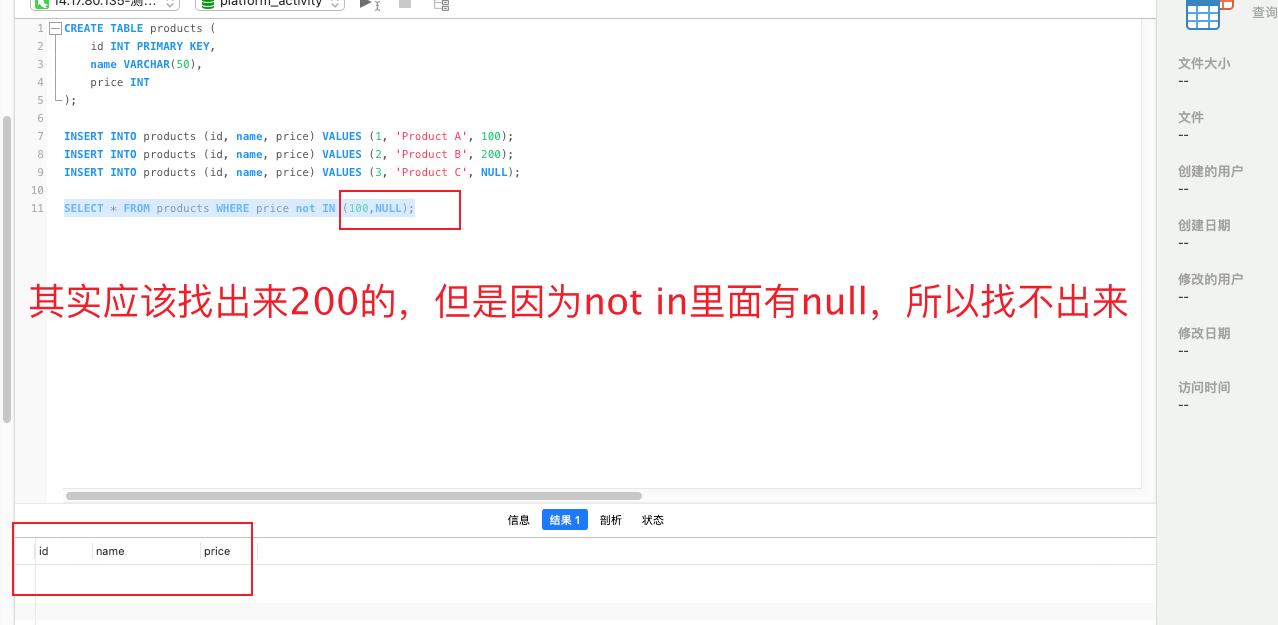 platform_activity
查询
1 CREATE TABLE products (
2 id INT PRIMARY KEY,
3 name VARCHAR(50),
4 price INT
5 );
6
7 INSERT INTO products (id, name, price) VALUES (1, 'Product A', 100);
8 INSERT INTO products (id, name, price) VALUES (2, 'Product B', 200);
9 INSERT INTO products (id, name, price) VALUES (3, 'Product C', NULL);
10
11 SELECT * FROM products WHERE price not IN (100,NULL);
其实应该找出来200的，但是因为not in里面有null，所以找不出来
信息 结果 1 剖析 状态
id name price
文件大小
--
文件
--
创建的用户
--
创建日期
--
修改的用户
--
修改日期
--
访问时间
--